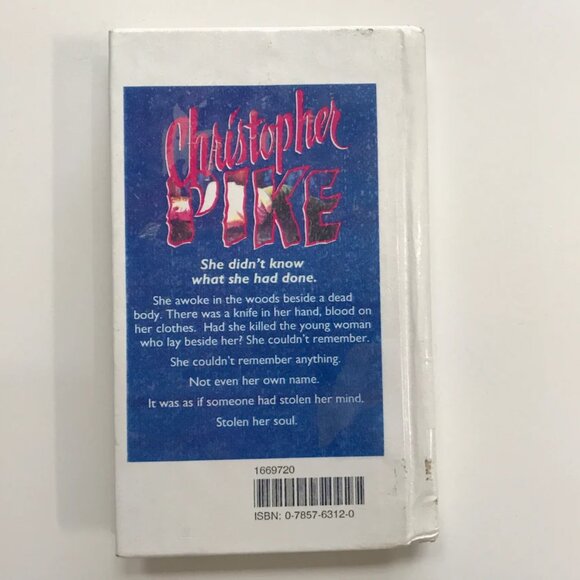 Christopher
PIKE
She didn't know
what she had done.
She awoke in the woods beside a dead
body. There was a knife in her hand, blood on
her clothes. Had she killed the young woman
who lay beside her? She couldn't remember.
She couldn't remember anything.
Not even her own name.
It was as if someone had stolen her mind.
Stolen her soul.
1669720
ISBN: 0-7857-6312-0